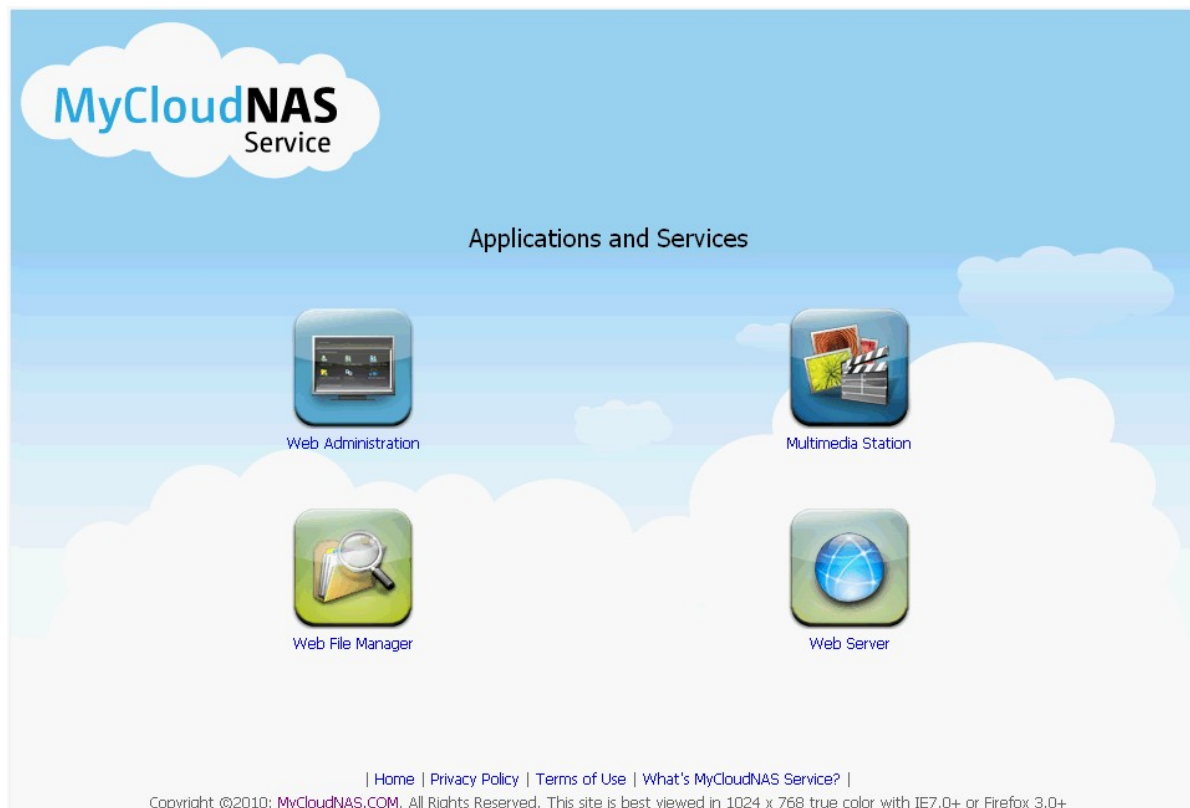 MyCloudNAS
Service
Applications and Services
Web Administration
Multimedia Station
Web File Manager
Web Server
| Home | Privacy Policy | Terms of Use | What's MyCloudNAS Service? |
Copyright ©2010: MyCloudNAS.COM. All Rights Reserved. This site is best viewed in 1024 x 768 true color with IE7.0+ or Firefox 3.0+